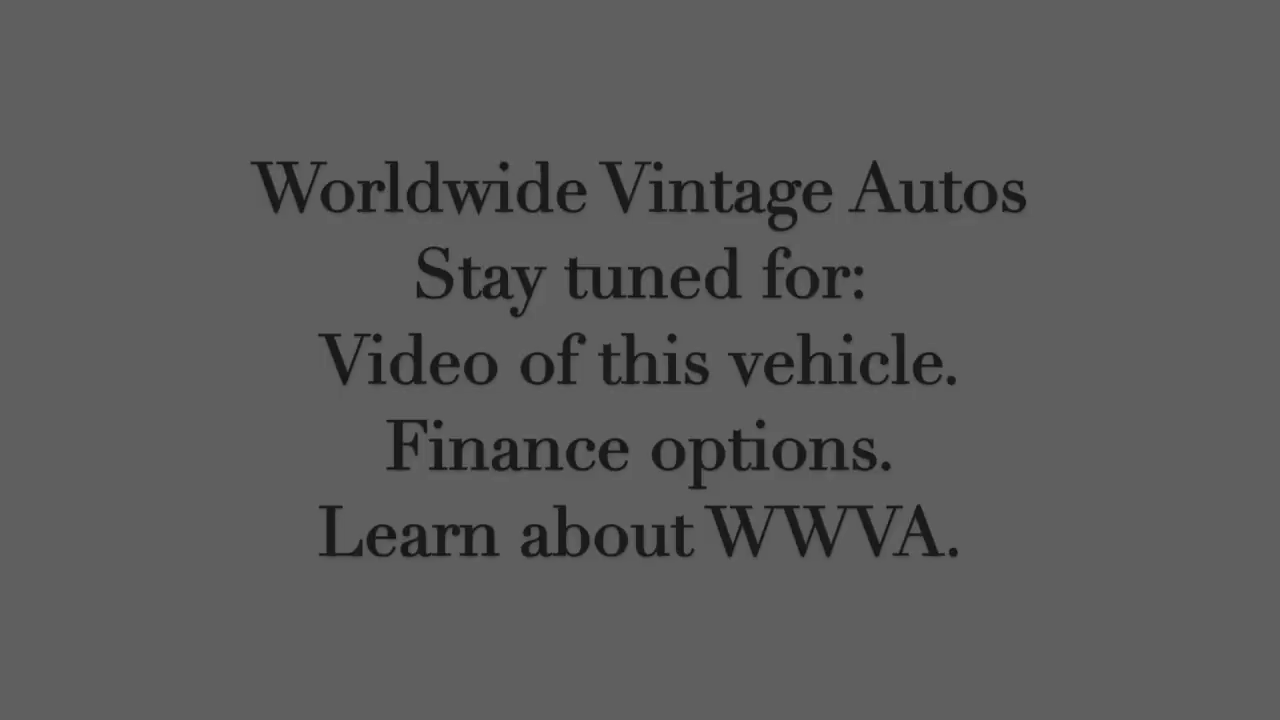 Worldwide Vintage Autos
Stay tuned for:
Video of this vehicle.
Finance options.
Learn about WWVA.